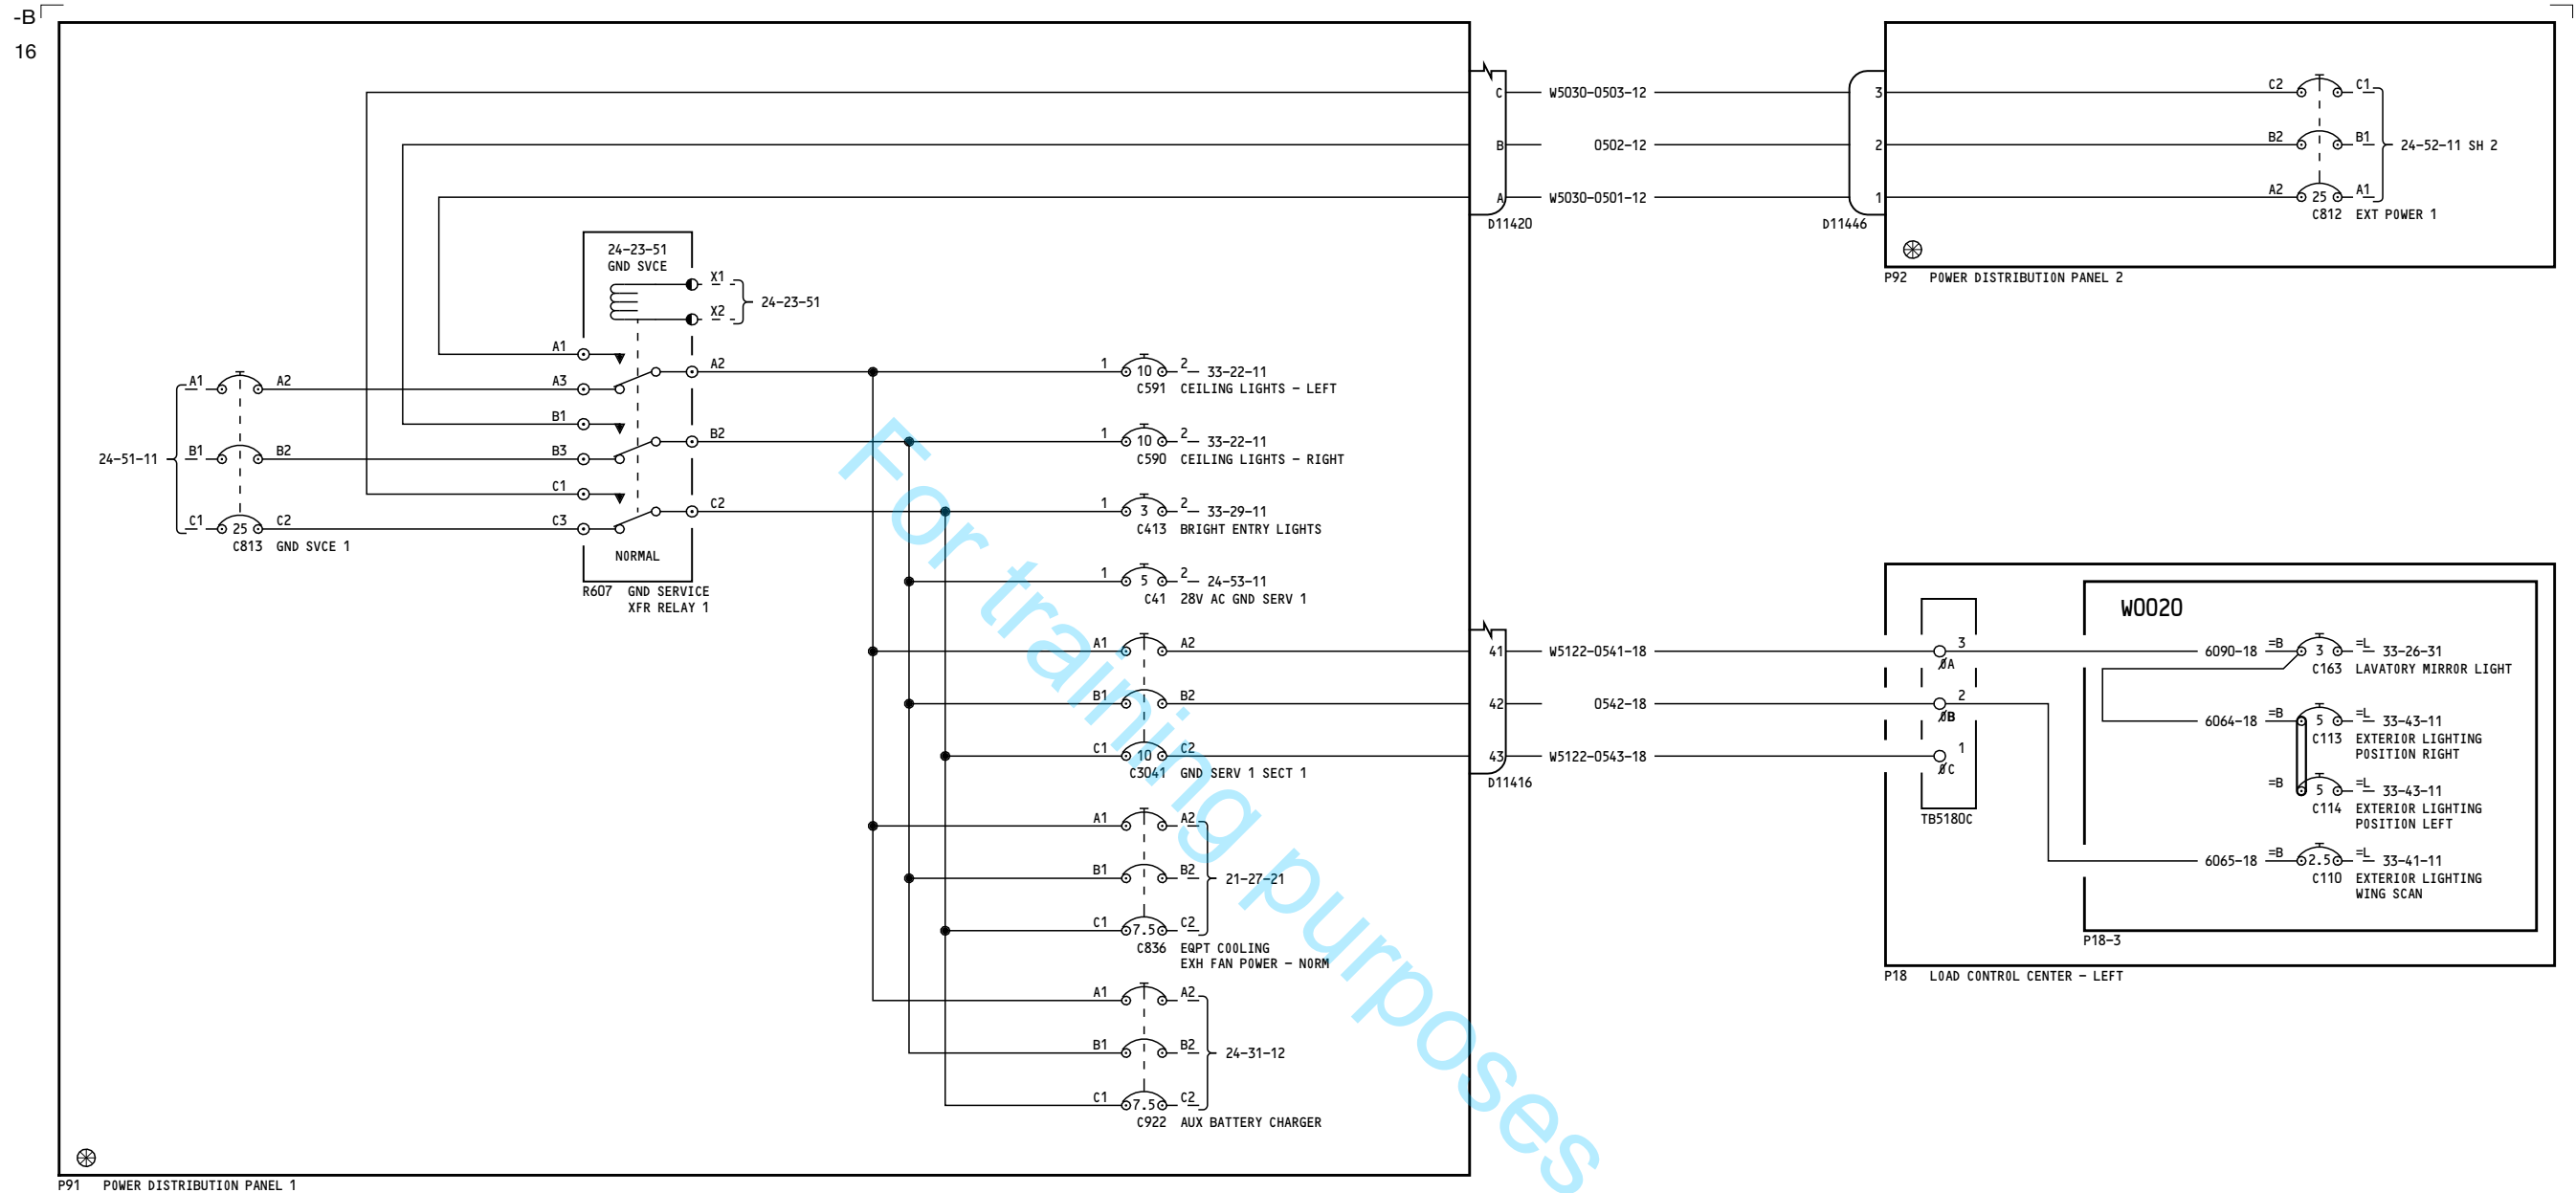 -B
16
C W5030-0503-12 3 C2 C1
B 0502-12 2 B2 B1 24-52-11 SH 2
A W5030-0501-12 1 A2 25 A1
D11420 D11446 C812 EXT POWER 1
P92 POWER DISTRIBUTION PANEL 2
24-23-51
GND SVCE
X1
24-23-51
X2
A1
A2 1 10 2 33-22-11
C591 CEILING LIGHTS - LEFT
A1 A2 A3
B1
B2 1 10 2 33-22-11
24-51-11 B1 B2 B3
C590 CEILING LIGHTS - RIGHT
C1
C2 1 3 2 33-29-11
C1 25 C2 C3
C413 BRIGHT ENTRY LIGHTS
C813 GND SVCE 1
NORMAL
R607 GND SERVICE
XFR RELAY 1
1 5 2 24-53-11
C41 28V AC GND SERV 1
W0020
A1 A2 41 W5122-0541-18 3 6090-18 =B 3 =L 33-26-31
ØA C163 LAVATORY MIRROR LIGHT
B1 B2 42 0542-18 2
ØB
6064-18 =B 5 =L 33-43-11
C113 EXTERIOR LIGHTING
POSITION RIGHT
C1 10 C2 43 W5122-0543-18 1
ØC
C3041 GND SERV 1 SECT 1
D11416
=B 5 =L 33-43-11
C114 EXTERIOR LIGHTING
POSITION LEFT
TB5180C
A1 A2
B1 B2 21-27-21
6065-18 =B 2.5 =L 33-41-11
C110 EXTERIOR LIGHTING
WING SCAN
C1 7.5 C2
C836 EQPT COOLING
EXH FAN POWER - NORM
P18-3
P18 LOAD CONTROL CENTER - LEFT
A1 A2
B1 B2 24-31-12
C1 7.5 C2
C922 AUX BATTERY CHARGER
P91 POWER DISTRIBUTION PANEL 1
For training purposes